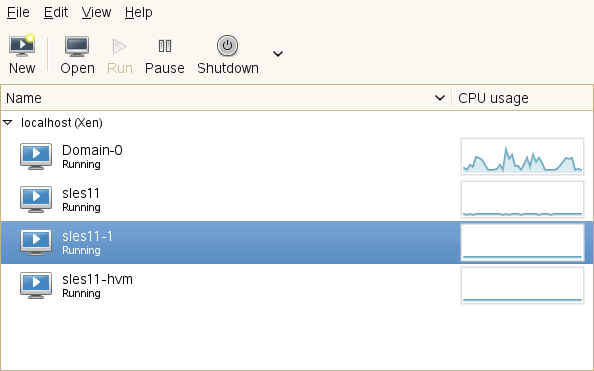 File Edit View Help
New Open Run Pause Shutdown
Name CPU usage
localhost (Xen)
Domain-0
Running
sles11
Running
sles11-1
Running
sles11-hvm
Running